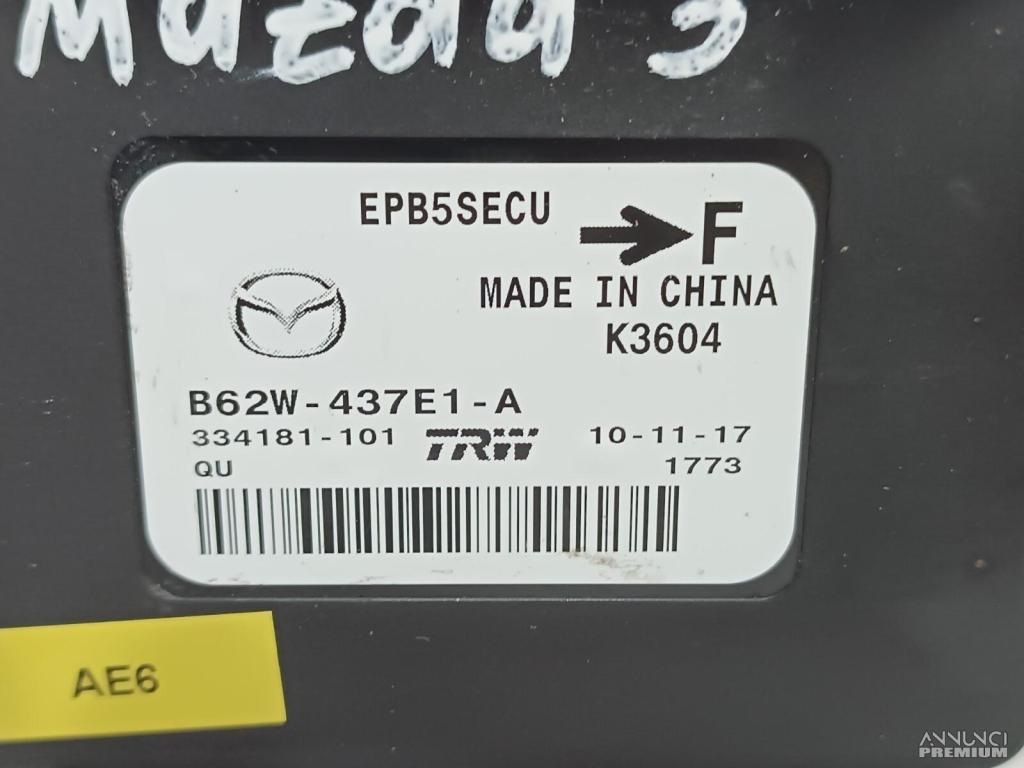 Mazda 3
EPB5SECU
F
MADE IN CHINA
K3604
B62W-437E1-A
334181-101
TRW
10-11-17
QU
1773
AE6
ANNUNCI
PREMIUM